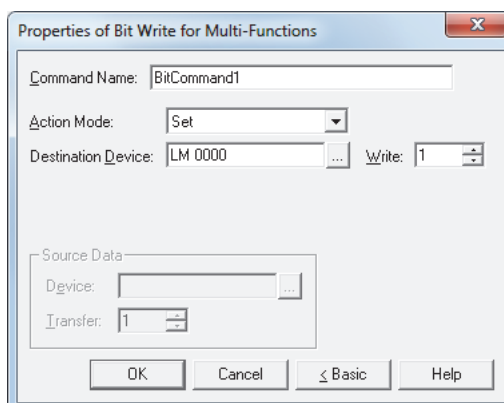 Properties of Bit Write for Multi-Functions
Command Name: BitCommand1
Action Mode: Set
Destination Device: LM 0000 ... Write: 1
Source Data
Device: ...
Transfer: 1
OK Cancel < Basic Help